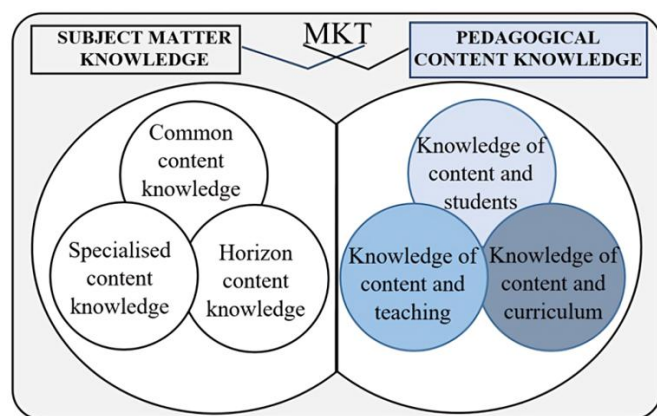 MKT
SUBJECT MATTER
KNOWLEDGE
PEDAGOGICAL
CONTENT KNOWLEDGE
Common
content
knowledge
Specialised
content
knowledge
Horizon
content
knowledge
Knowledge of
content and
students
Knowledge of
content and
teaching
Knowledge of
content and
curriculum